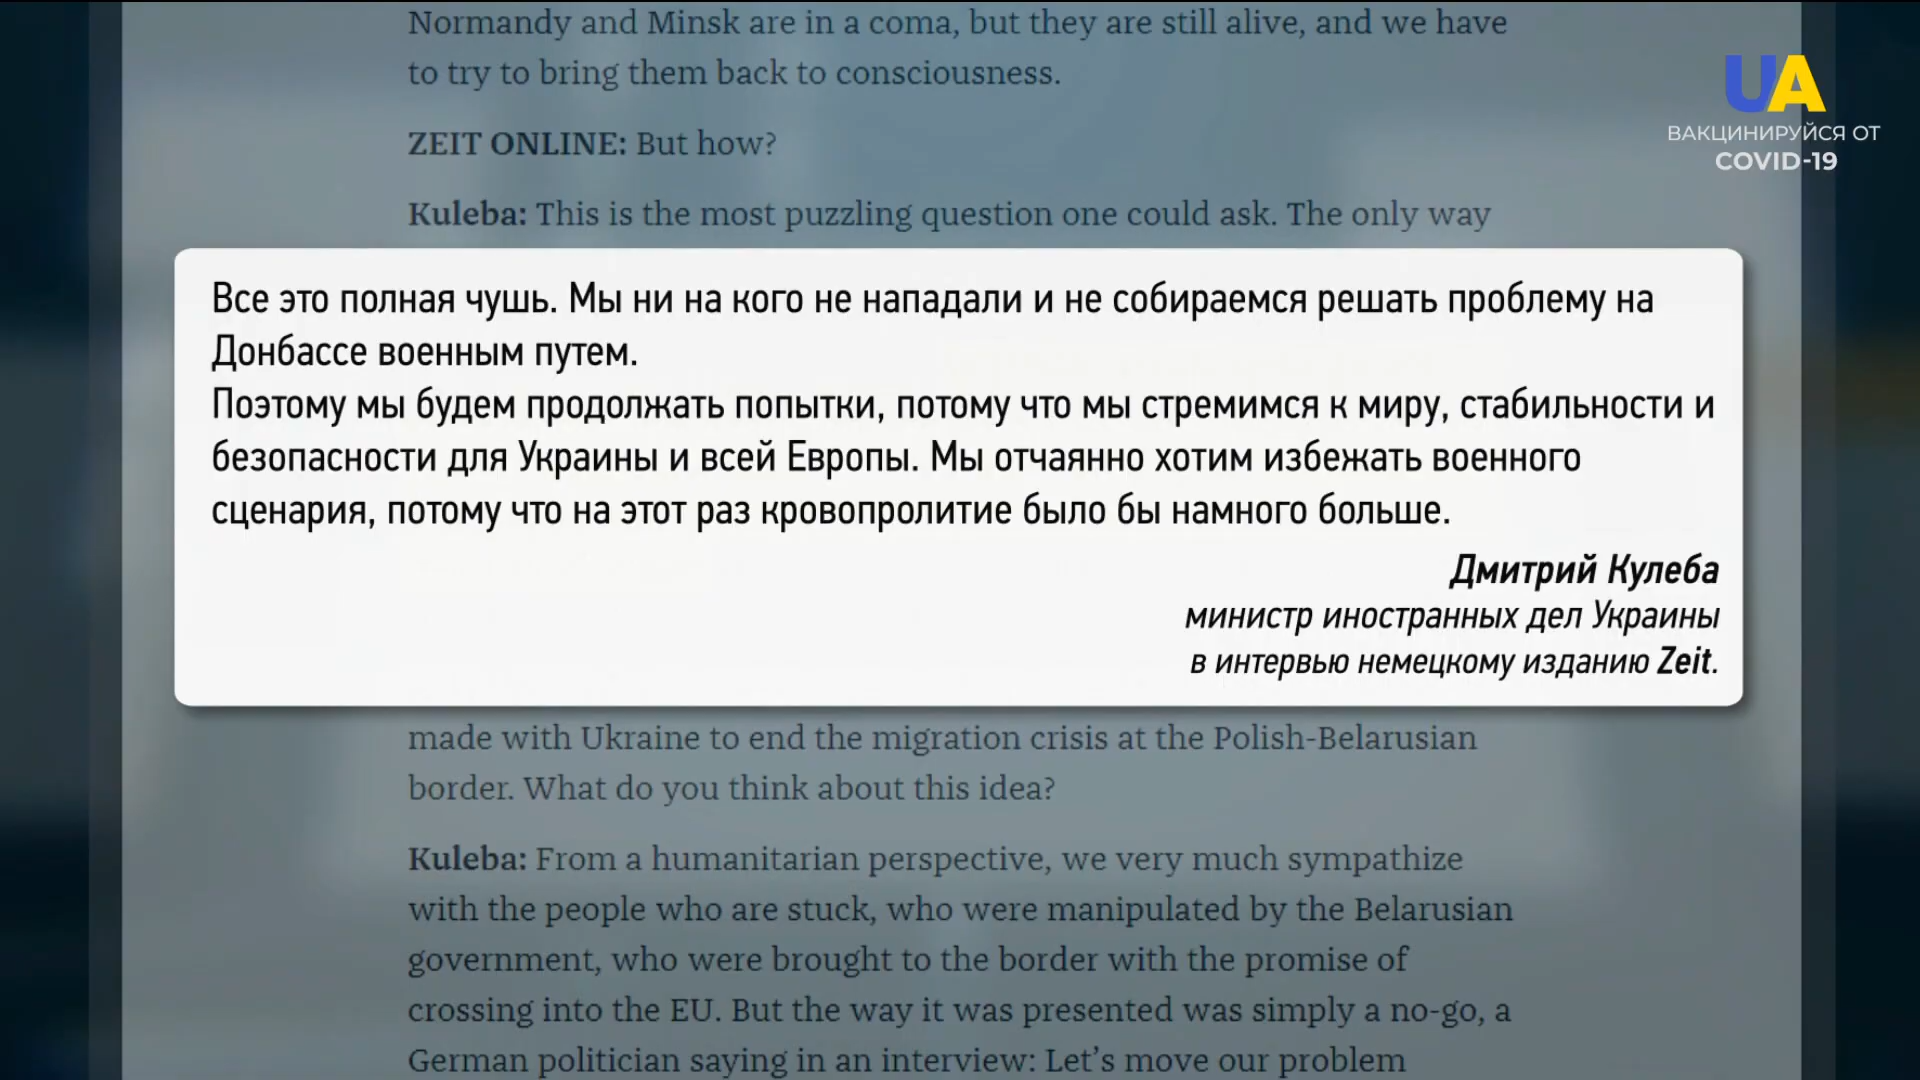 Normandy and Minsk are in a coma, but they are still alive, and we have
to try to bring them back to consciousness.
UA
ВАКЦИНИРУЙСЯ ОТ
COVID-19
ZEIT ONLINE: But how?
Kuleba: This is the most puzzling question one could ask. The only way
Все это полная чушь. Мы ни на кого не нападали и не собираемся решать проблему на
Донбассе военным путем.
Поэтому мы будем продолжать попытки, потому что мы стремимся к миру, стабильности и
безопасности для Украины и всей Европы. Мы отчаянно хотим избежать военного
сценария, потому что на этот раз кровопролитие было бы намного больше.
Дмитрий Кулеба
министр иностранных дел Украины
в интервью немецкому изданию Zeit.
made with Ukraine to end the migration crisis at the Polish-Belarusian
border. What do you think about this idea?
Kuleba: From a humanitarian perspective, we very much sympathize
with the people who are stuck, who were manipulated by the Belarusian
government, who were brought to the border with the promise of
crossing into the EU. But the way it was presented was simply a no-go, a
German politician saying in an interview: Let's move our problem